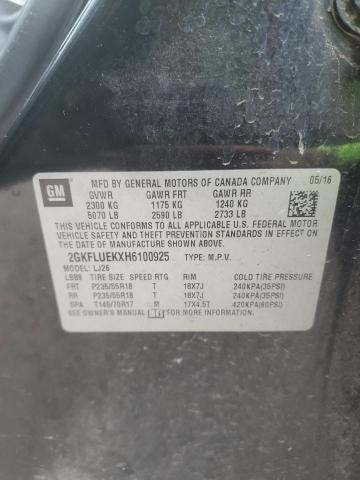 GM
MFD BY GENERAL MOTORS OF CANADA COMPANY 05/16
GVWR GAWR FRT GAWR RR
2300 KG 1175 KG 1240 KG
5070 LB 2590 LB 2733 LB
THIS VEHICLE CONFORMS TO ALL APPLICABLE U.S. FEDERAL MOTOR VEHICLE SAFETY AND THEFT PREVENTION STANDARDS IN EFFECT ON THE DATE OF MANUFACTURE SHOWN ABOVE.
2GKFLUEKXH6100925 TYPE: M.P.V.
MODEL: LJ26
TIRE SIZE SPEED RTG RIM COLD TIRE PRESSURE
FRT P235/55R18 T 18X7J 240KPA(35PSI)
RR P235/55R18 T 18X7J 240KPA(35PSI)
SPA T145/70R17 M 17X4.5T 420KPA(60PSI)
SEE OWNER'S MANUAL FOR MORE INFORMATION.